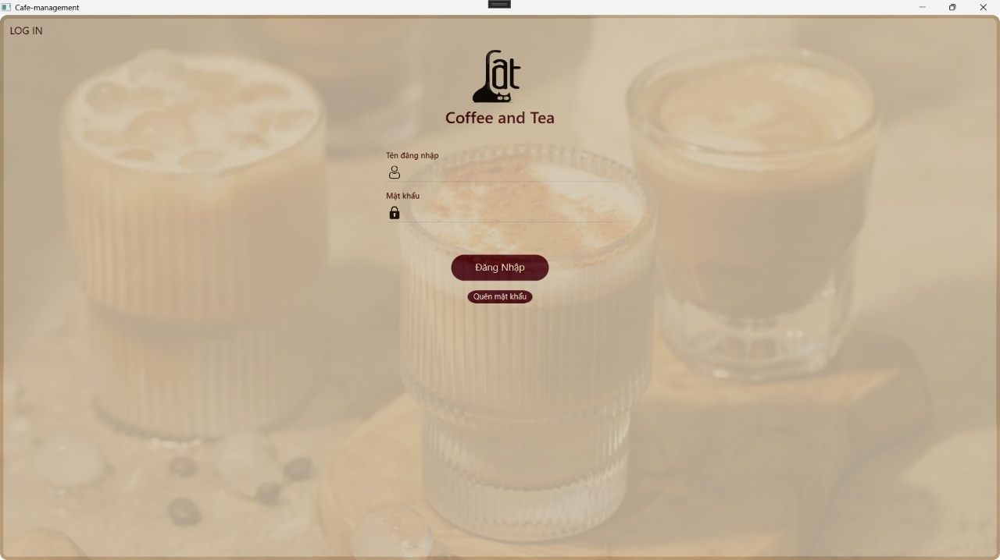 Cafe-management
LOG IN
Cat
Coffee and Tea
Tên đăng nhập
Mật khẩu
Đăng Nhập
Quên mật khẩu